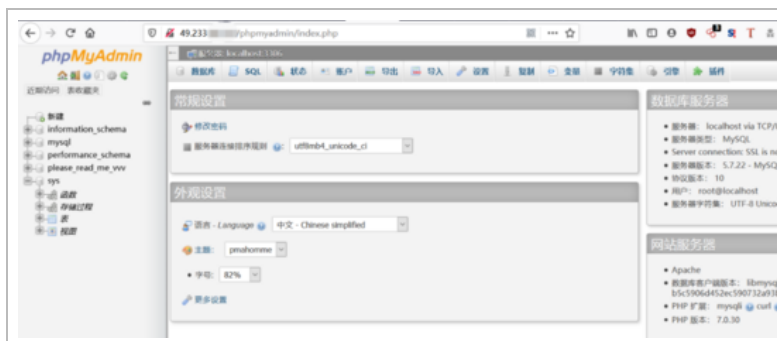 49.233 /phpmyadmin/index.php
phpMyAdmin
近期访问 表收藏夹
新建
information_schema
mysql
performance_schema
please_read_me_vvv
sys
函数
存储过程
表
视图
服务器: localhost:3306
数据库 SQL 状态 账户 导出 导入 设置 复制 变量 字符集 引擎 插件
常规设置
修改密码
服务器连接排序规则 : utf8mb4_unicode_ci
外观设置
语言 - Language 中文 - Chinese simplified
主题: pmahomme
字号: 82%
更多设置
数据库服务器
服务器: localhost via TCP/
服务器类型: MySQL
Server connection: SSL is n
服务器版本: 5.7.22 - MySQ
协议版本: 10
用户: root@localhost
服务器字符集: UTF-8 Unico
网站服务器
Apache
数据库客户端版本: libmysq
b5c5906d452ec590732a93
PHP 扩展: mysqli curl
PHP 版本: 7.0.30